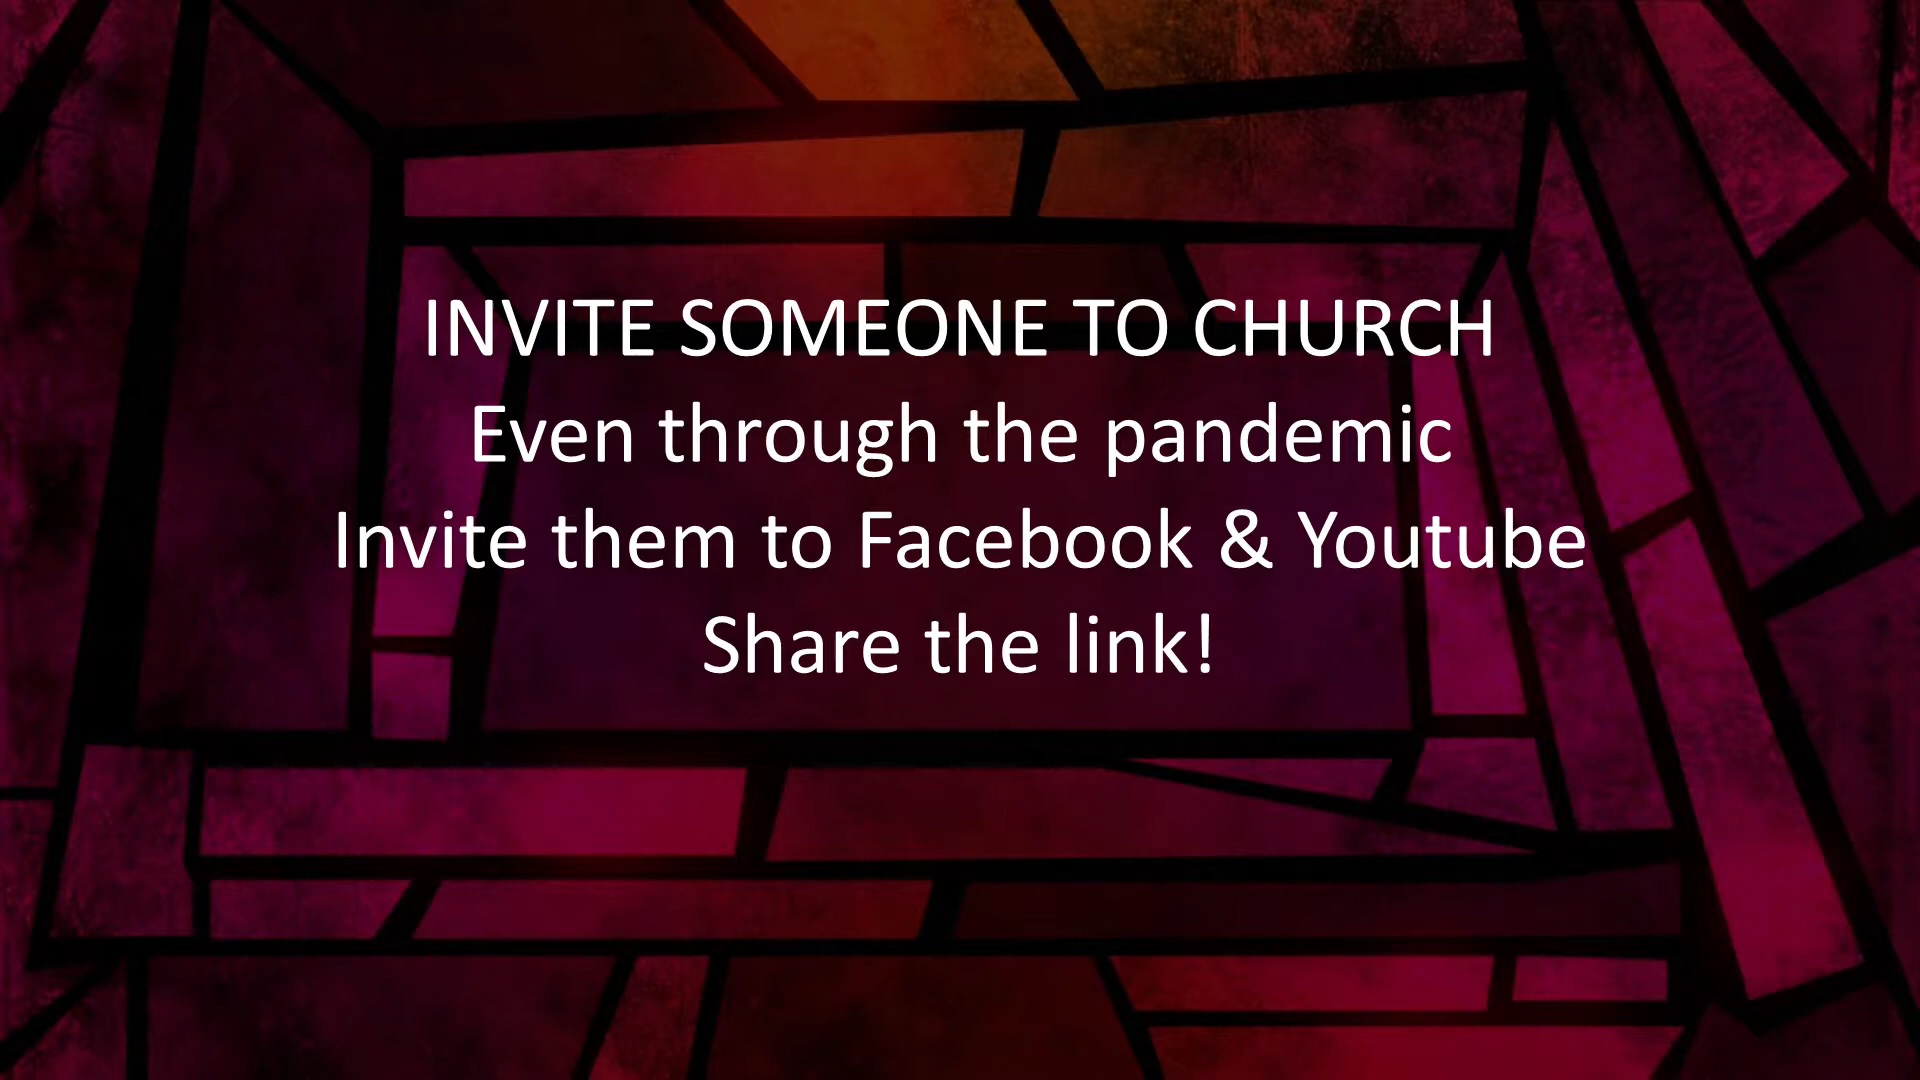 INVITE SOMEONE TO CHURCH
Even through the pandemic
Invite them to Facebook & Youtube
Share the link!